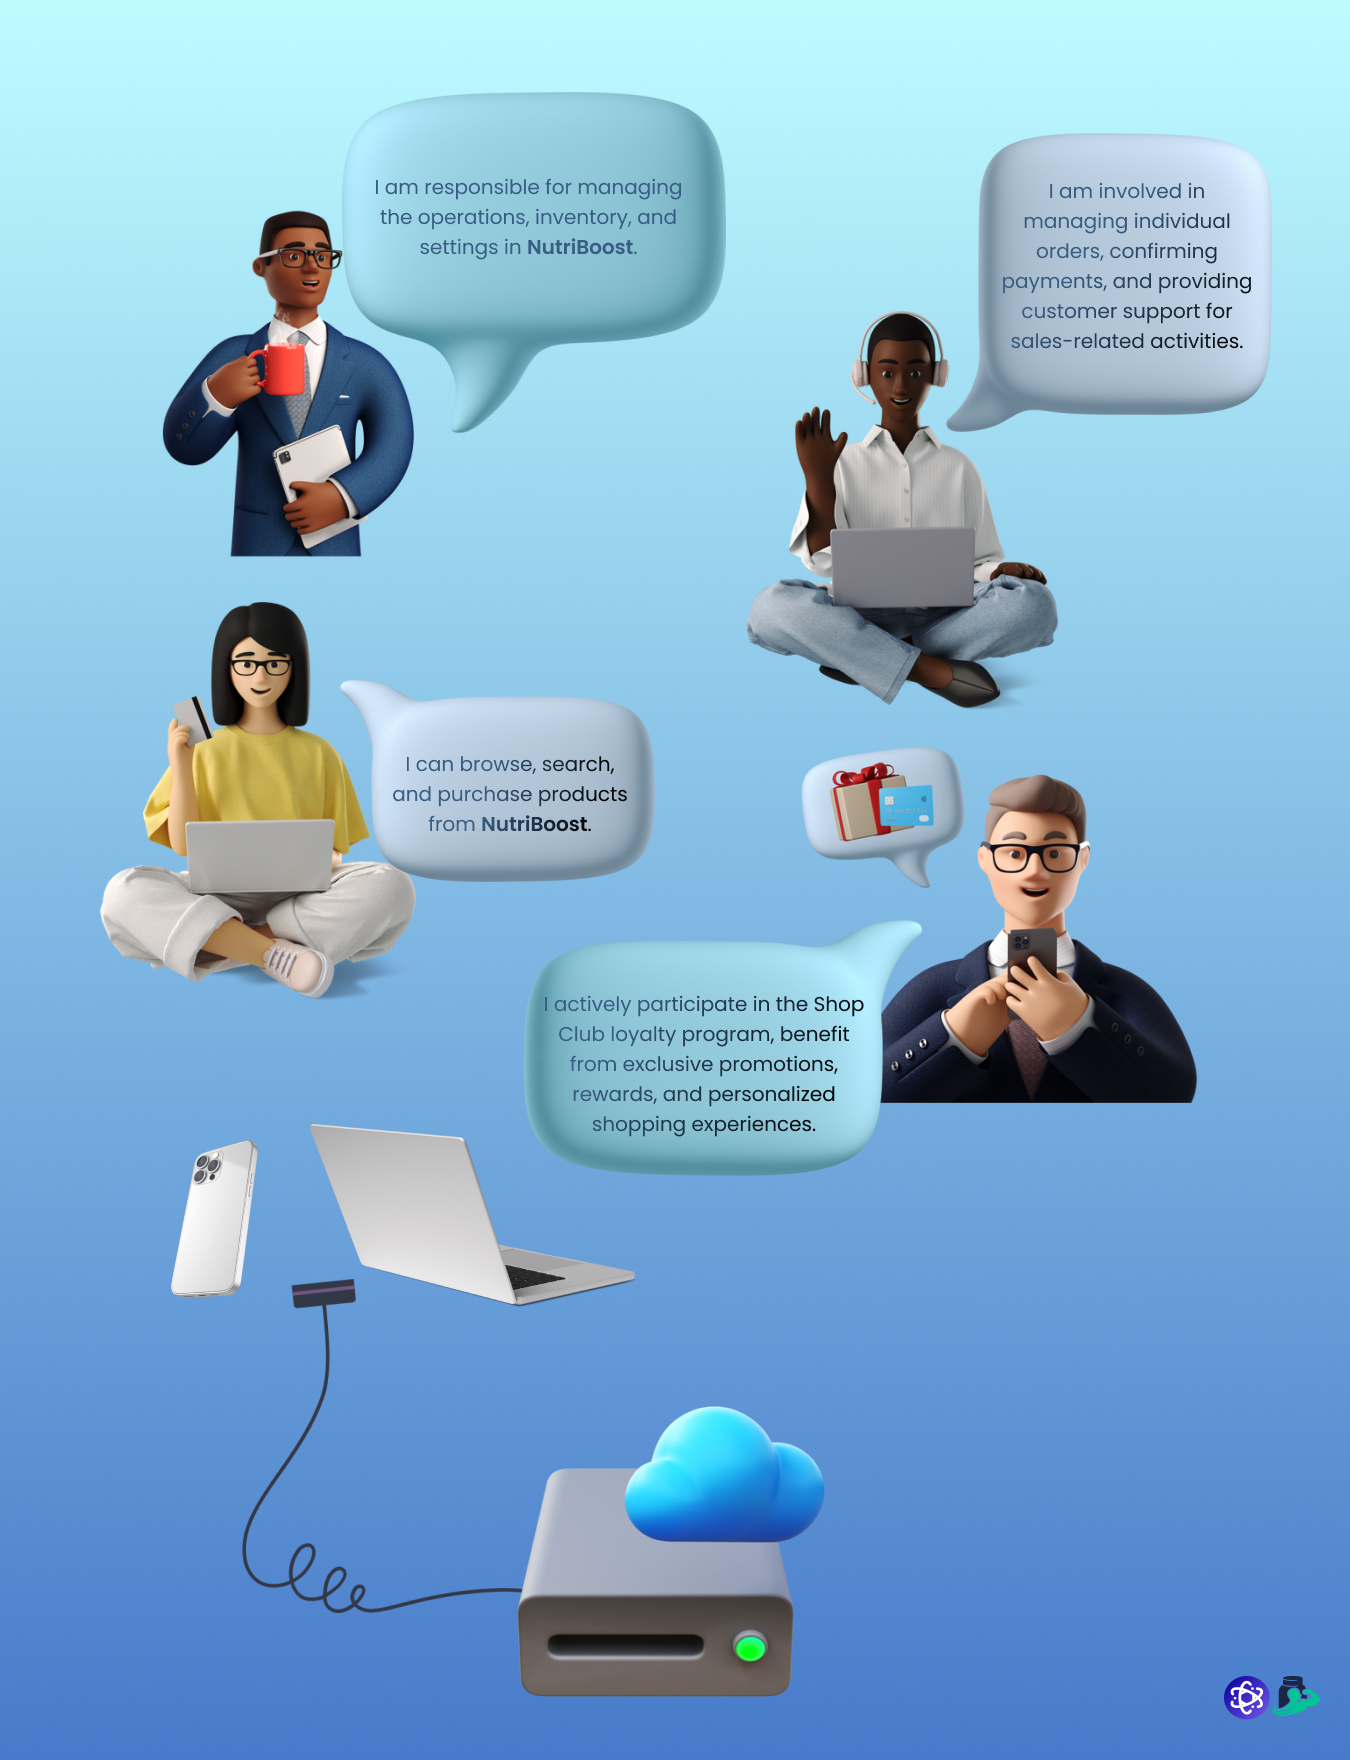 I am responsible for managing
the operations, inventory, and
settings in NutriBoost.
I am involved in
managing individual
orders, confirming
payments, and providing
customer support for
sales-related activities.
I can browse, search,
and purchase products
from NutriBoost.
I actively participate in the Shop
Club loyalty program, benefit
from exclusive promotions,
rewards, and personalized
shopping experiences.